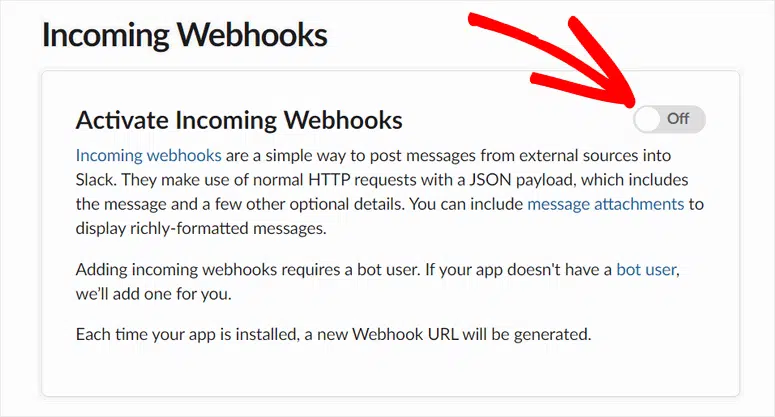 Incoming Webhooks
Activate Incoming Webhooks
Off
Incoming webhooks are a simple way to post messages from external sources into
Slack. They make use of normal HTTP requests with a JSON payload, which includes
the message and a few other optional details. You can include message attachments to
display richly-formatted messages.
Adding incoming webhooks requires a bot user. If your app doesn't have a bot user,
we'll add one for you.
Each time your app is installed, a new Webhook URL will be generated.